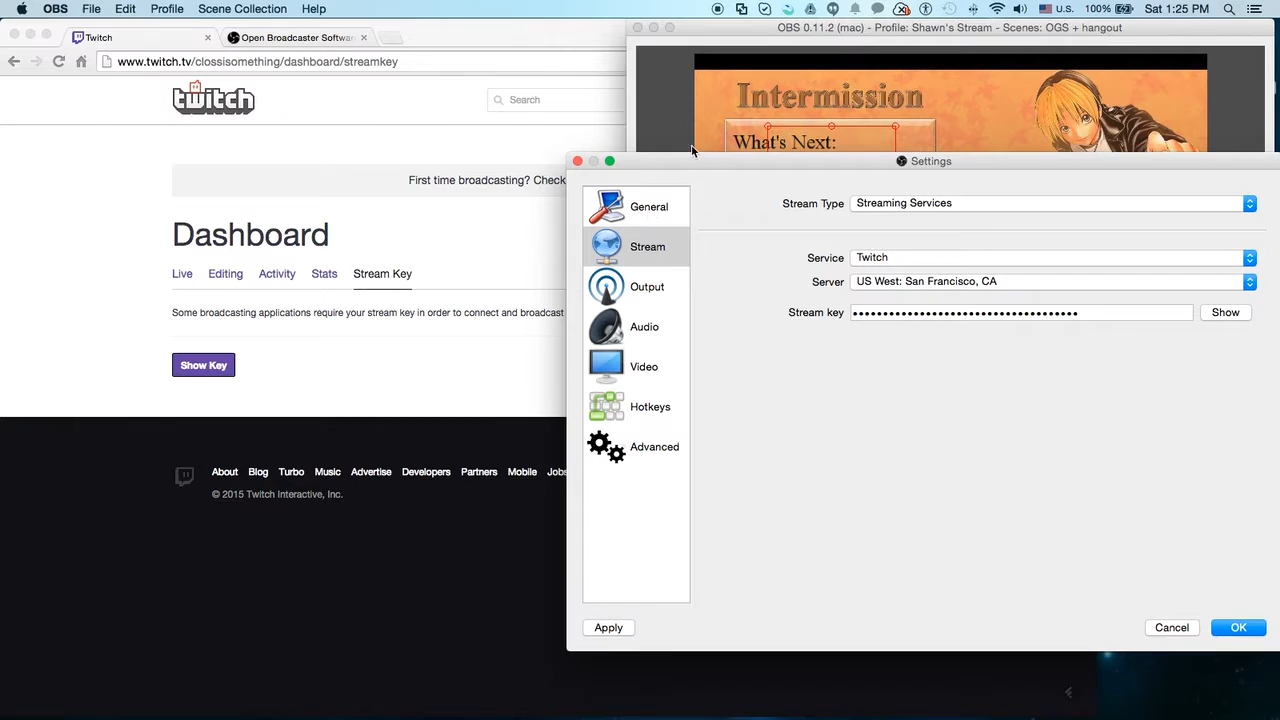 OBS File Edit Profile Scene Collection Help U.S. 100% Sat 1:25 PM
Twitch Open Broadcaster Softwa
www.twitch.tv/clossisomething/dashboard/streamkey
OBS 0.11.2 (mac) - Profile: Shawn's Stream - Scenes: OGS + hangout
twitch
Search
Intermission
What's Next:
First time broadcasting? Check
Dashboard
Live Editing Activity Stats Stream Key
Some broadcasting applications require your stream key in order to connect and broadcast
Show Key
About Blog Turbo Music Advertise Developers Partners Mobile Jobs
© 2015 Twitch Interactive, Inc.
Settings
General
Stream
Output
Audio
Video
Hotkeys
Advanced
Stream Type Streaming Services
Service Twitch
Server US West: San Francisco, CA
Stream key •••••••••••••••••••••••••••••••••••• Show
Apply Cancel OK